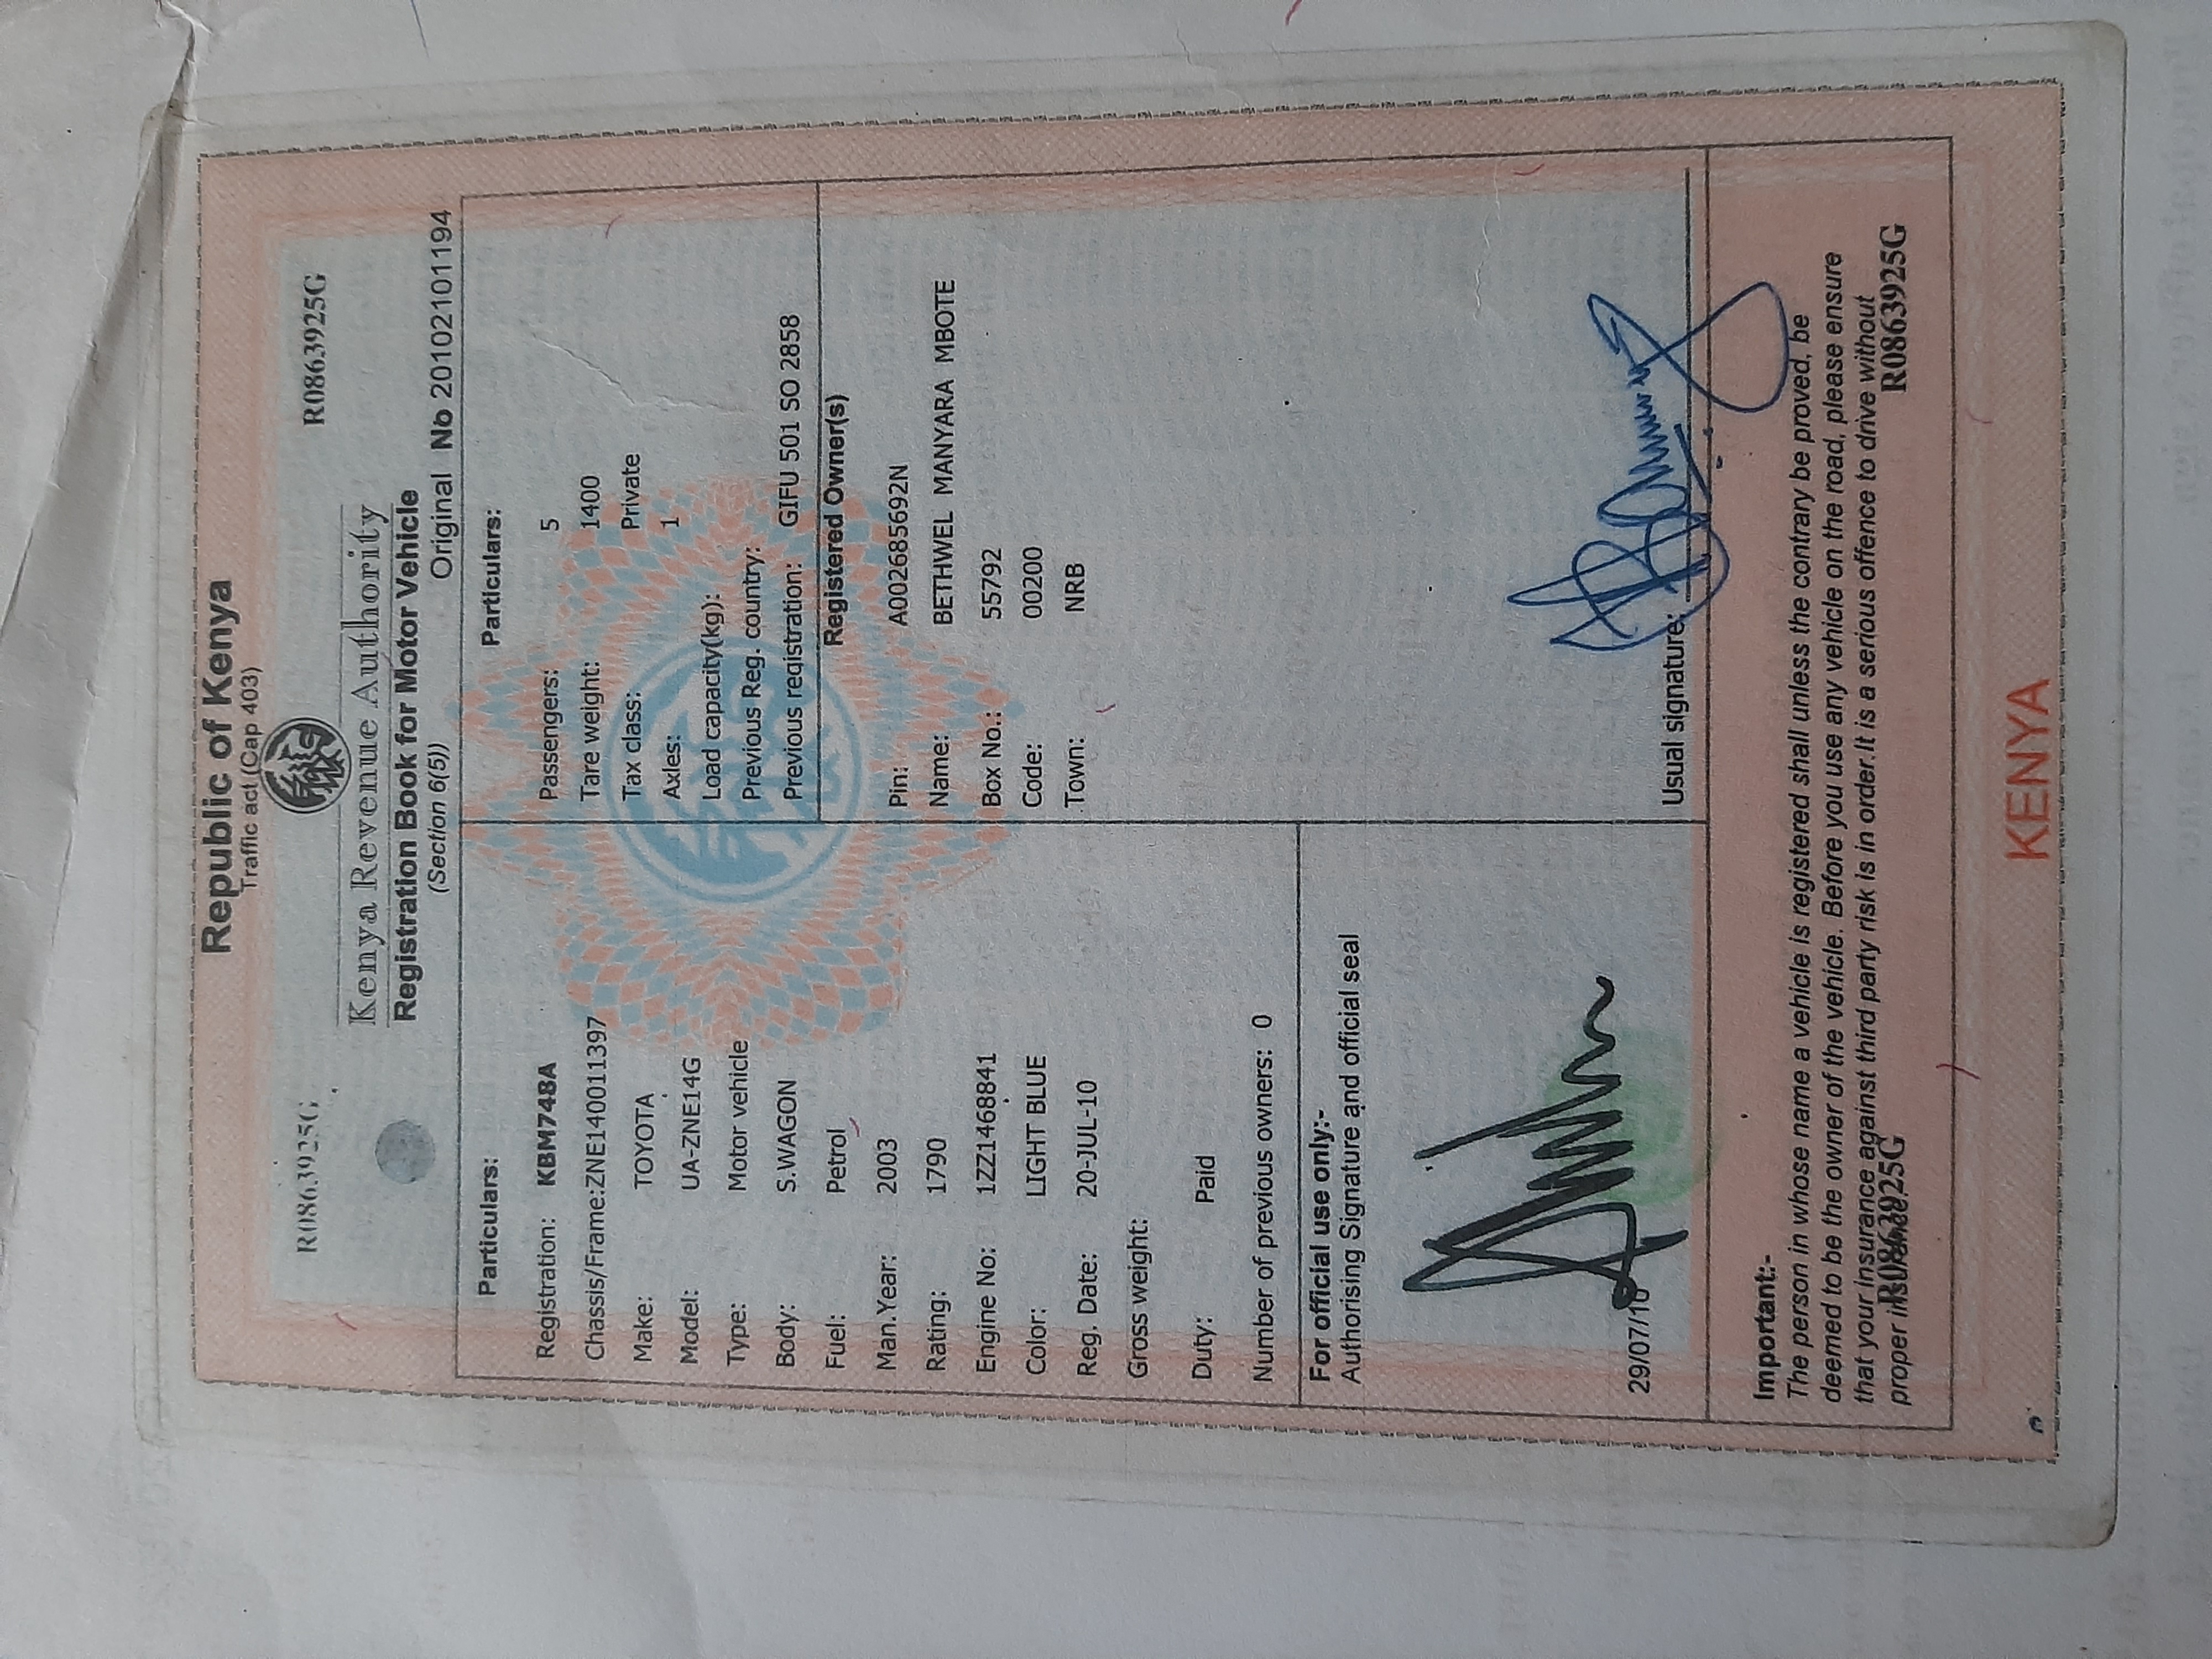 Republic of Kenya
Traffic act (Cap 403)
R0863925G
R0863925G
Kenya Revenue Authority
Registration Book for Motor Vehicle
(Section 6(5))
Original No 20102101194
Particulars:
Registration: KBM748A
Chassis/Frame:ZNE140011397
Make: TOYOTA
Model: UA-ZNE14G
Type: Motor vehicle
Body: S.WAGON
Fuel: Petrol
Man.Year: 2003
Rating: 1790
Engine No: 1ZZ1468841
Color: LIGHT BLUE
Reg. Date: 20-JUL-10
Gross weight:
Duty: Paid
Number of previous owners: 0
For official use only:-
Authorising Signature and official seal
29/07/10
Particulars:
Passengers: 5
Tare weight: 1400
Tax class: Private
Axles: 1
Load capacity(kg):
Previous Reg. country:
Previous registration: GIFU 501 SO 2858
Registered Owner(s)
Pin: A002685692N
Name: BETHWEL MANYARA MBOTE
Box No.: 55792
Code: 00200
Town: NRB
Usual signature:
Important:-
The person in whose name a vehicle is registered shall unless the contrary be proved, be
deemed to be the owner of the vehicle. Before you use any vehicle on the road, please ensure
that your insurance against third party risk is in order.It is a serious offence to drive without
proper insurance.
R0863925G
R0863925G
KENYA